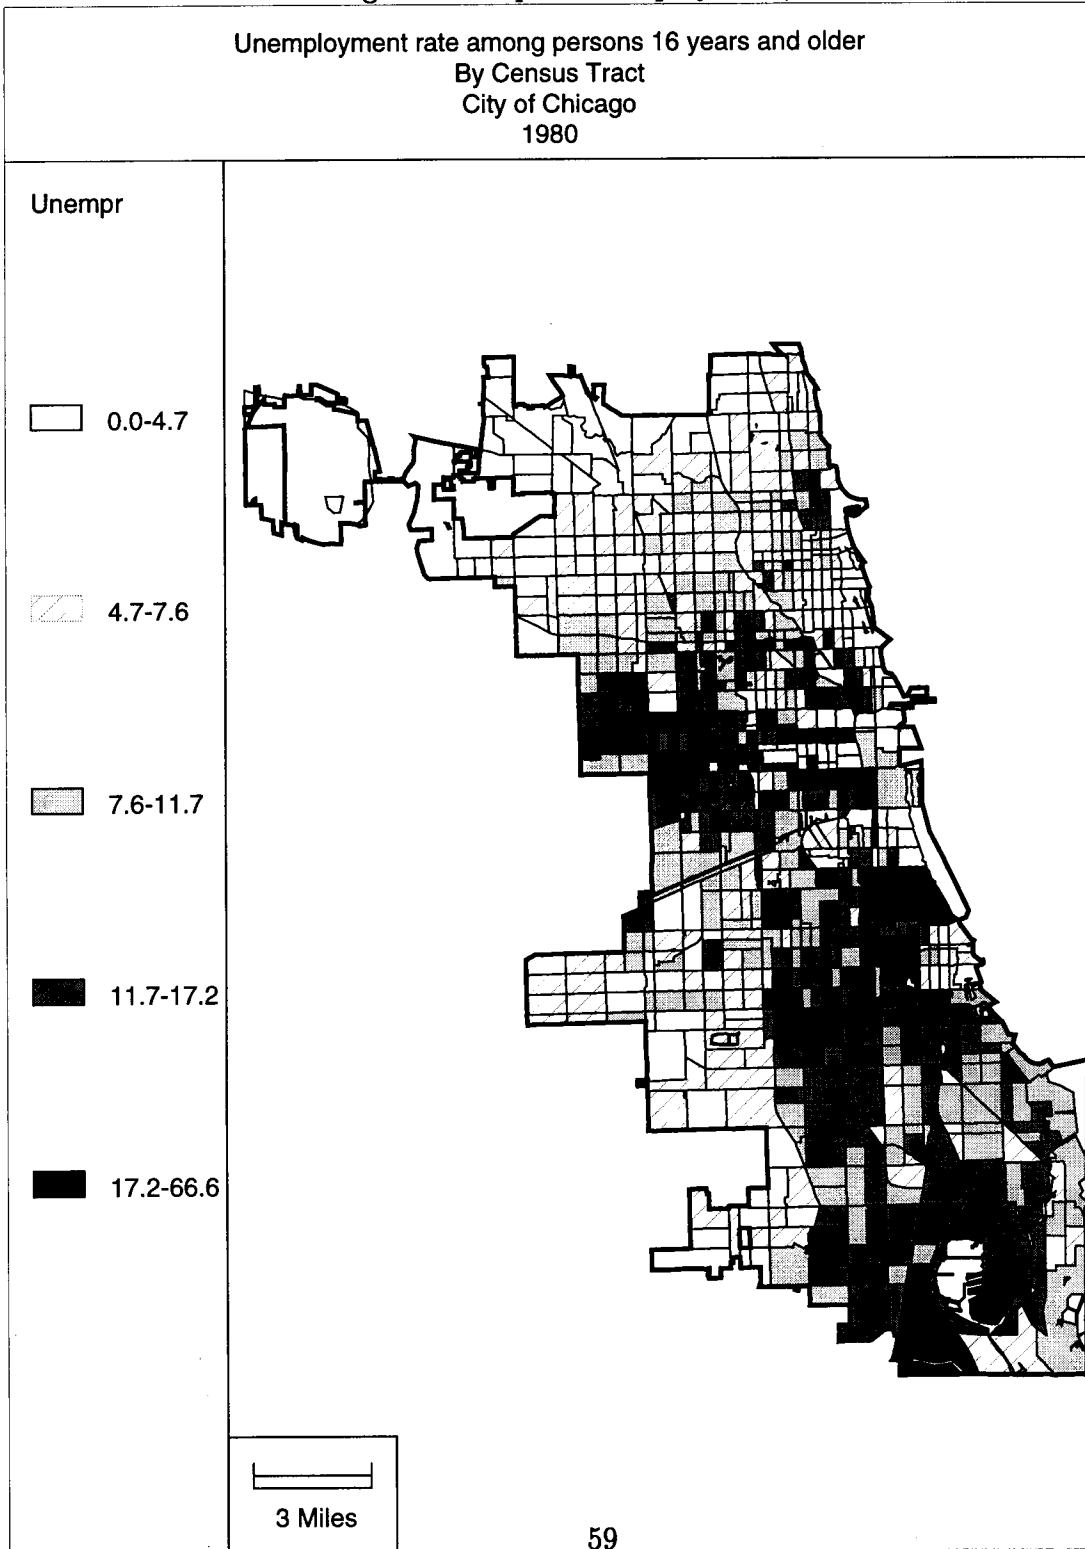 Unemployment rate among persons 16 years and older
By Census Tract
City of Chicago
1980
Unempr
0.0-4.7
4.7-7.6
7.6-11.7
11.7-17.2
17.2-66.6
3 Miles
59